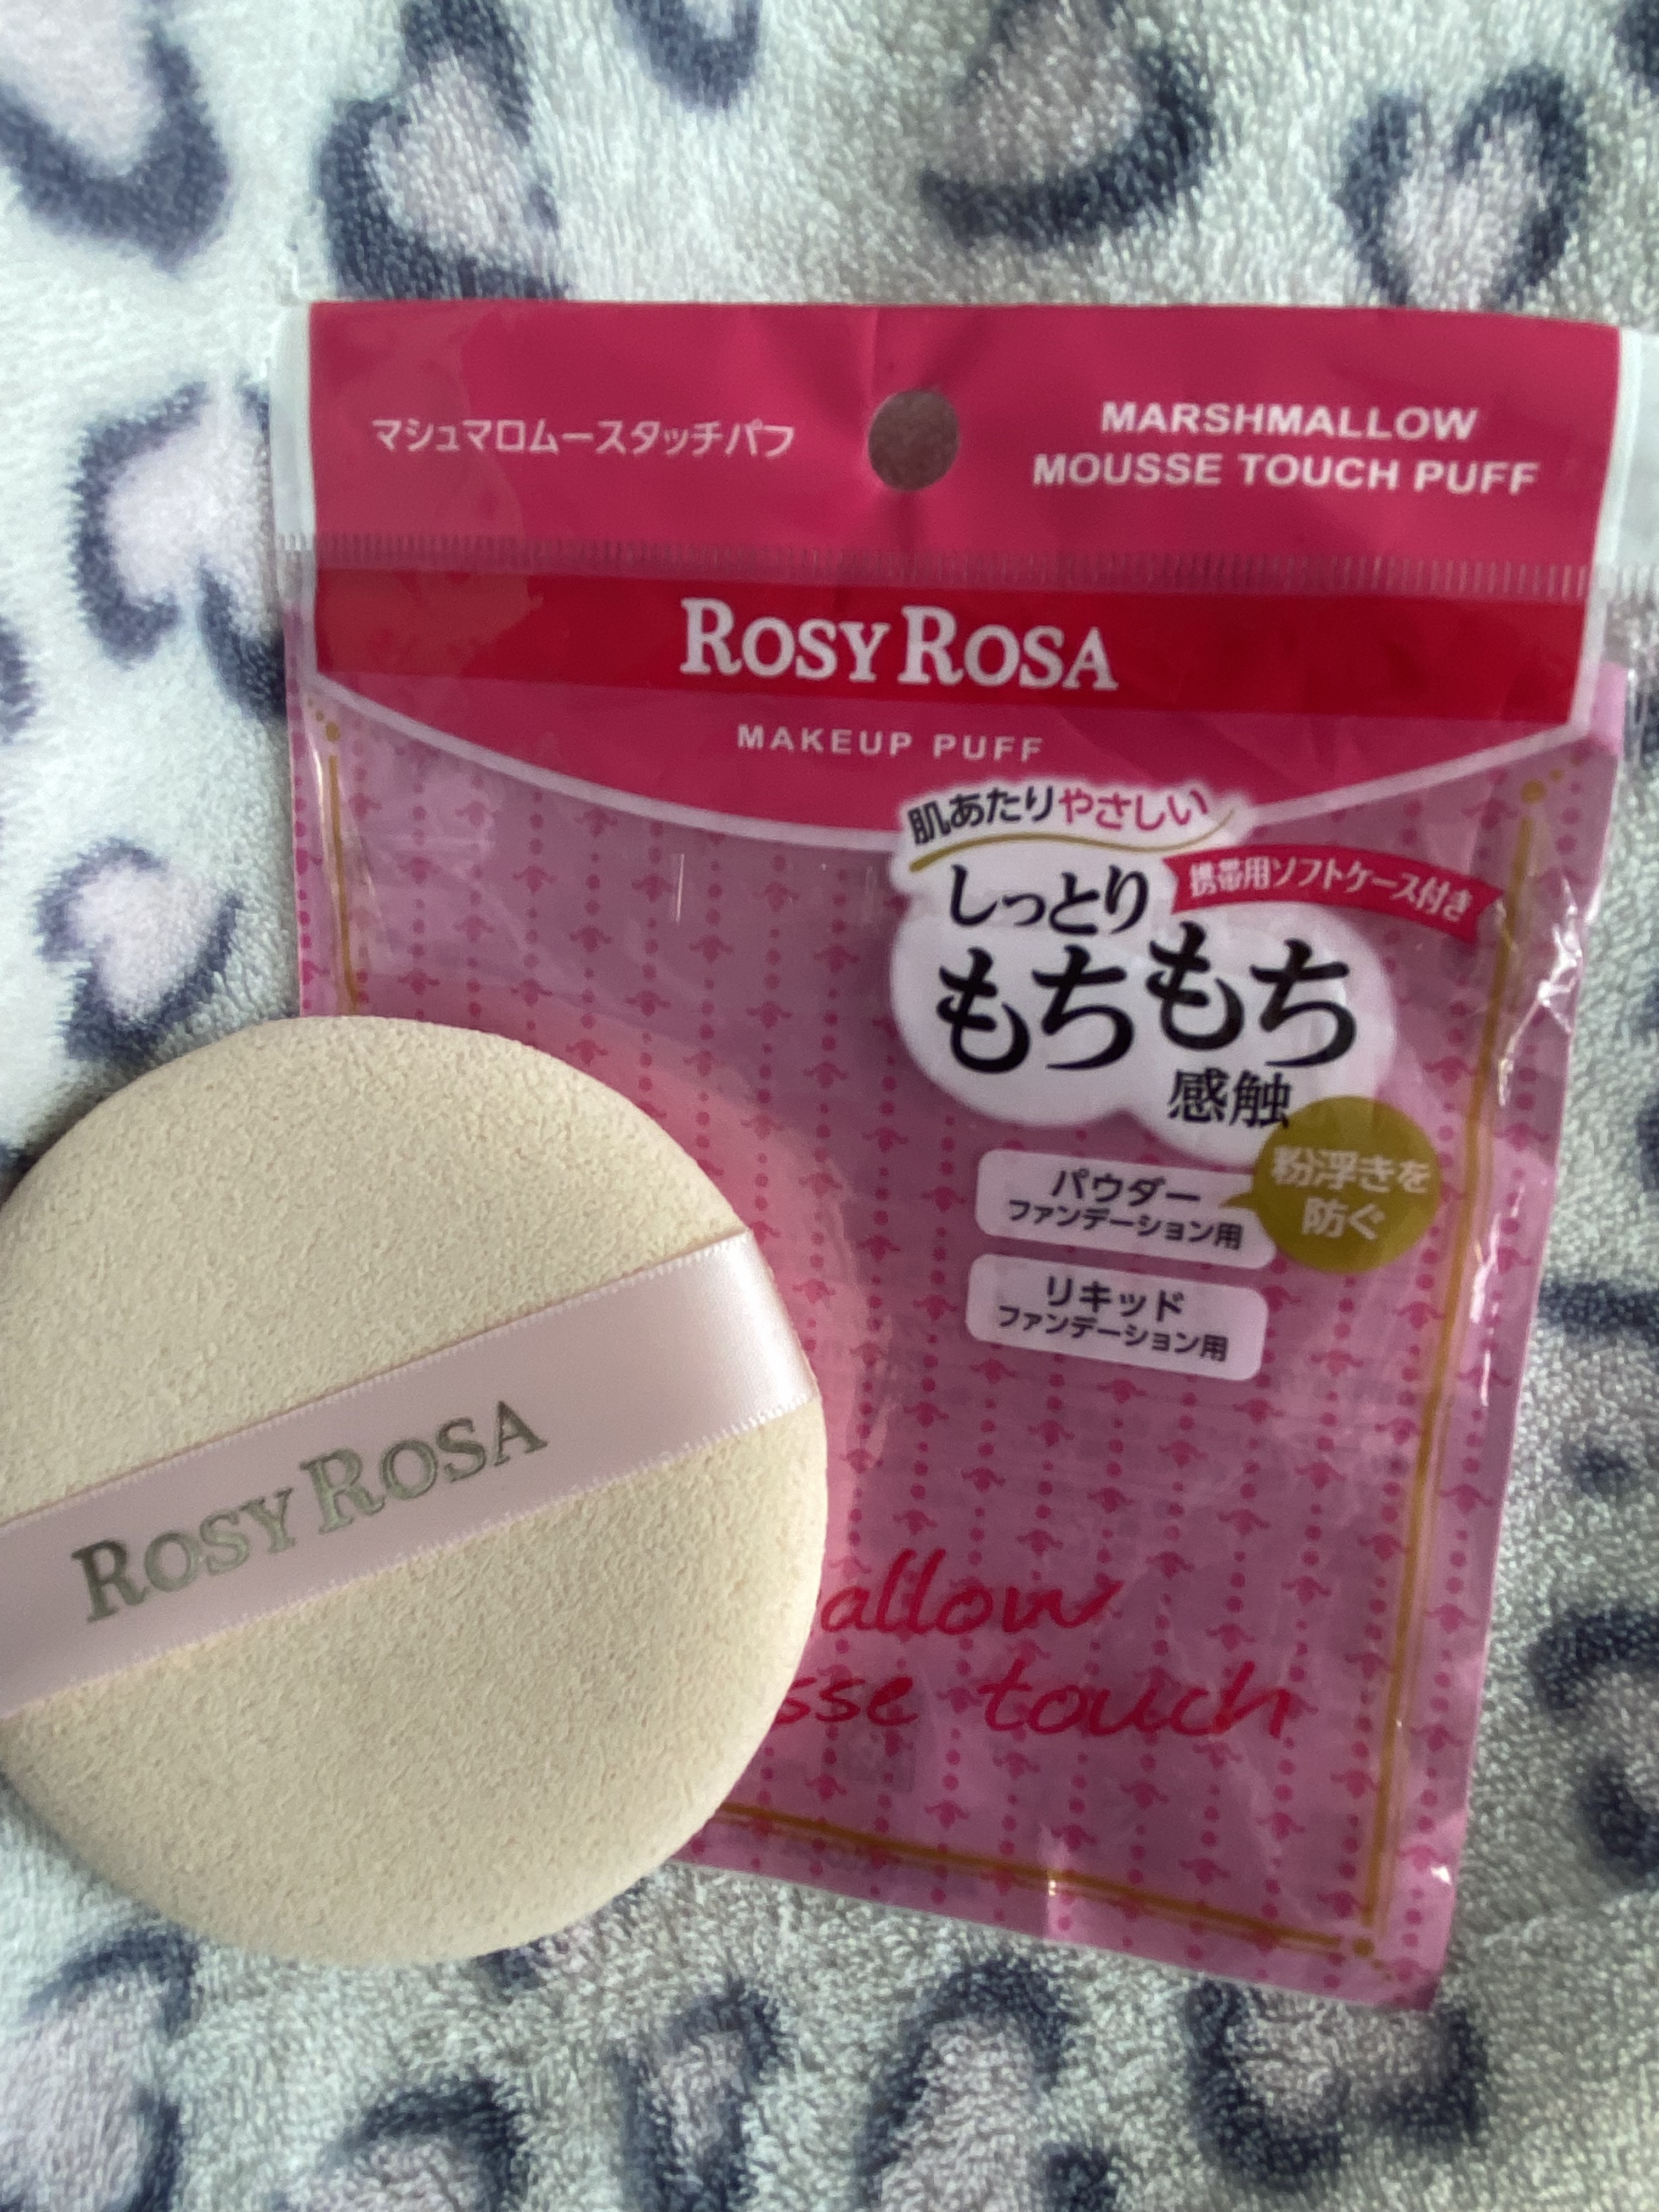 マシュマロムースタッチパフ
MARSHMALLOW
MOUSSE TOUCH PUFF
ROSY ROSA
MAKEUP PUFF
肌あたりやさしい
携帯用ソフトケース付き
しっとり
もちもち
感触
粉浮きを
防ぐ
パウダー
ファンデーション用
リキッド
ファンデーション用
ROSY ROSA
allow
sse touch